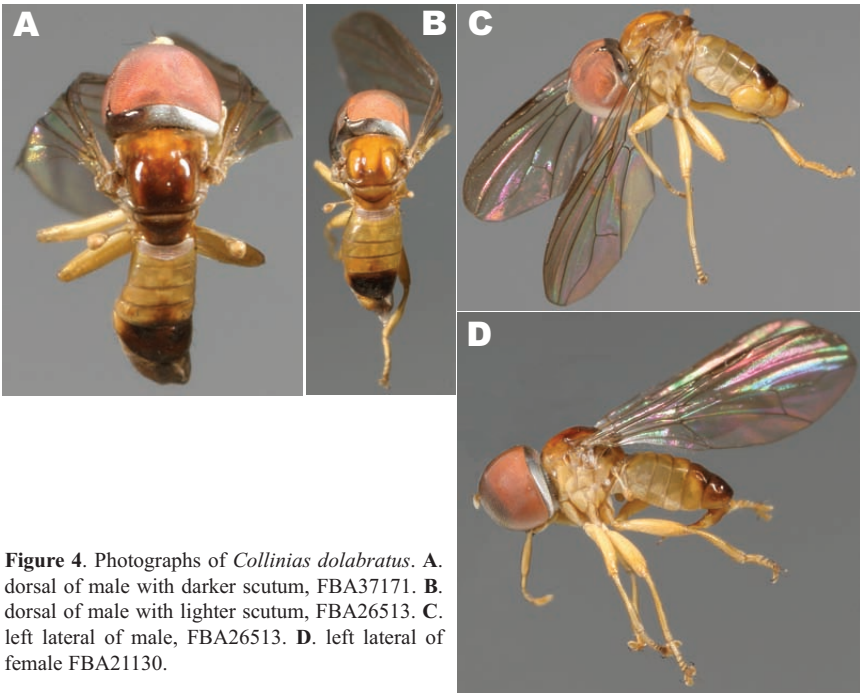 A
B
C
D
Figure 4. Photographs of Collinias dolabratus. A.
dorsal of male with darker scutum, FBA37171. B.
dorsal of male with lighter scutum, FBA26513. C.
left lateral of male, FBA26513. D. left lateral of
female FBA21130.